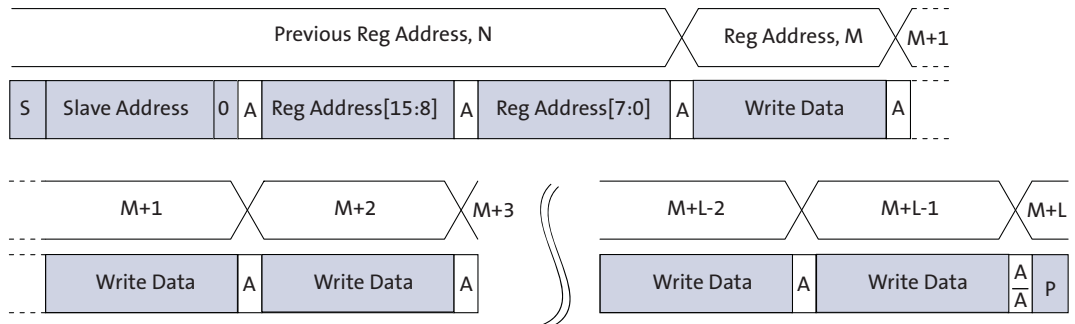 Previous Reg Address, N Reg Address, M M+1
S Slave Address 0 A Reg Address[15:8] A Reg Address[7:0] A Write Data A
M+1 M+2 M+3 M+L-2 M+L-1 M+L
Write Data A Write Data A Write Data A Write Data A/A̅ P